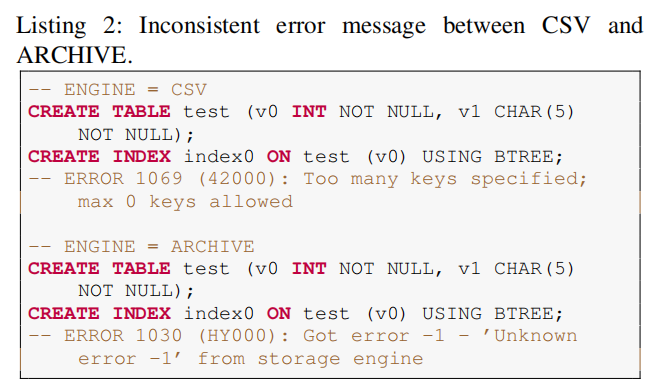 Listing 2: Inconsistent error message between CSV and
ARCHIVE.
-- ENGINE = CSV
CREATE TABLE test (v0 INT NOT NULL, v1 CHAR(5)
NOT NULL);
CREATE INDEX index0 ON test (v0) USING BTREE;
-- ERROR 1069 (42000): Too many keys specified;
max 0 keys allowed
-- ENGINE = ARCHIVE
CREATE TABLE test (v0 INT NOT NULL, v1 CHAR(5)
NOT NULL);
CREATE INDEX index0 ON test (v0) USING BTREE;
-- ERROR 1030 (HY000): Got error -1 - ’Unknown
error -1’ from storage engine